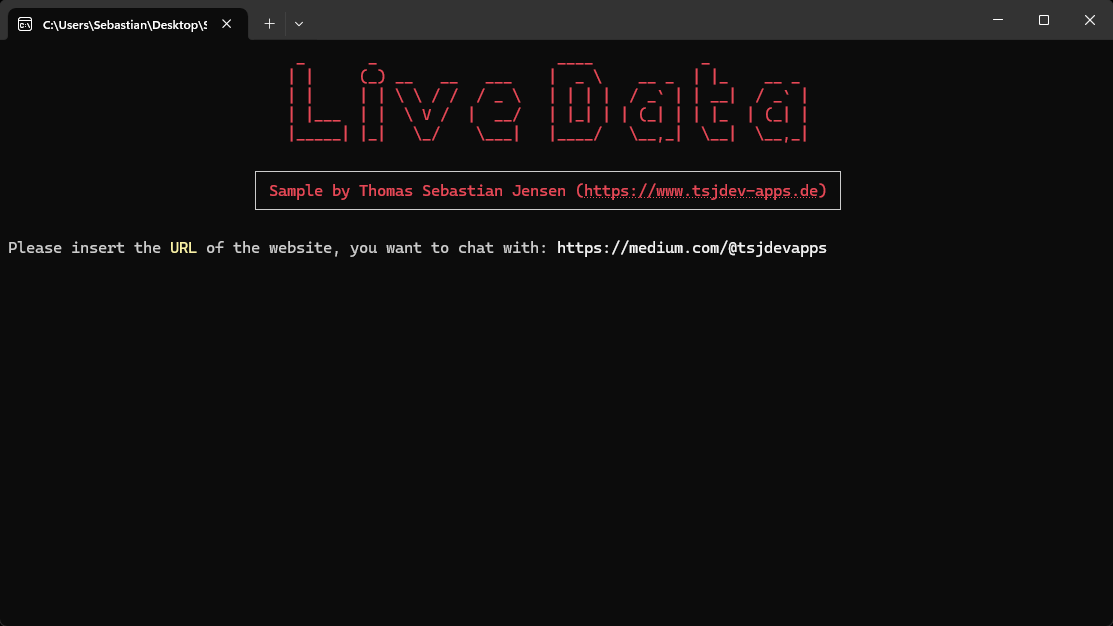 C:\Users\Sebastian\Desktop\S
Live Data
Sample by Thomas Sebastian Jensen (https://www.tsjdev-apps.de)
Please insert the URL of the website, you want to chat with: https://medium.com/@tsjdevapps